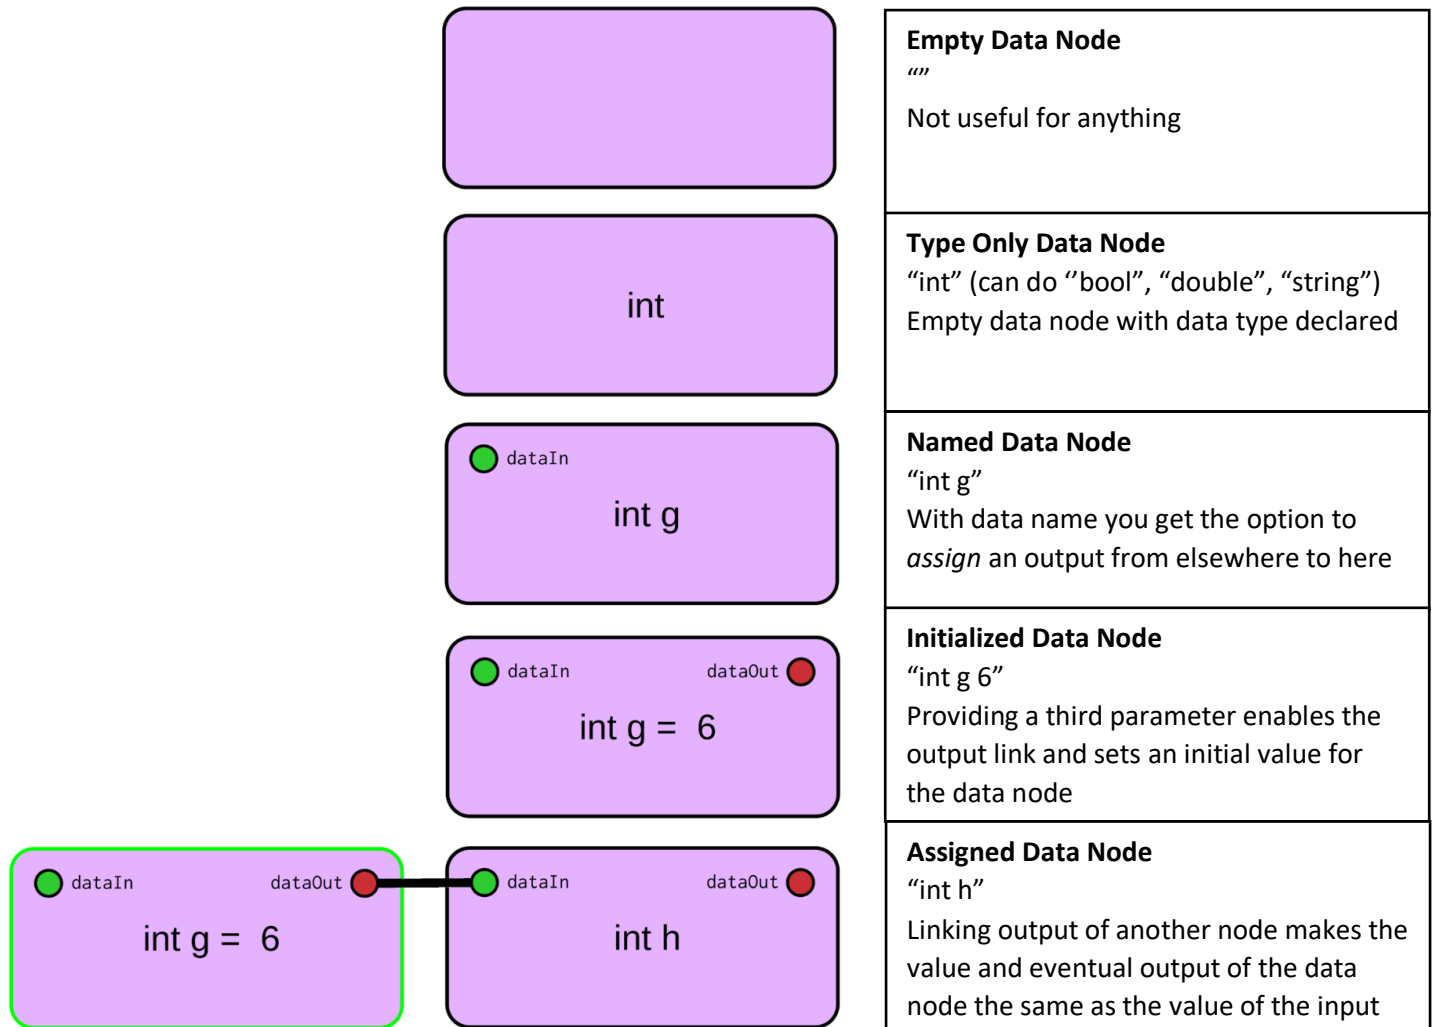 Empty Data Node
“”
Not useful for anything
int
Type Only Data Node
“int” (can do ‘’bool”, “double”, “string”)
Empty data node with data type declared
dataIn
int g
Named Data Node
“int g”
With data name you get the option to
assign an output from elsewhere to here
dataIn dataOut
int g = 6
Initialized Data Node
“int g 6”
Providing a third parameter enables the
output link and sets an initial value for
the data node
dataIn dataOut
int g = 6
dataIn dataOut
int h
Assigned Data Node
“int h”
Linking output of another node makes the
value and eventual output of the data
node the same as the value of the input